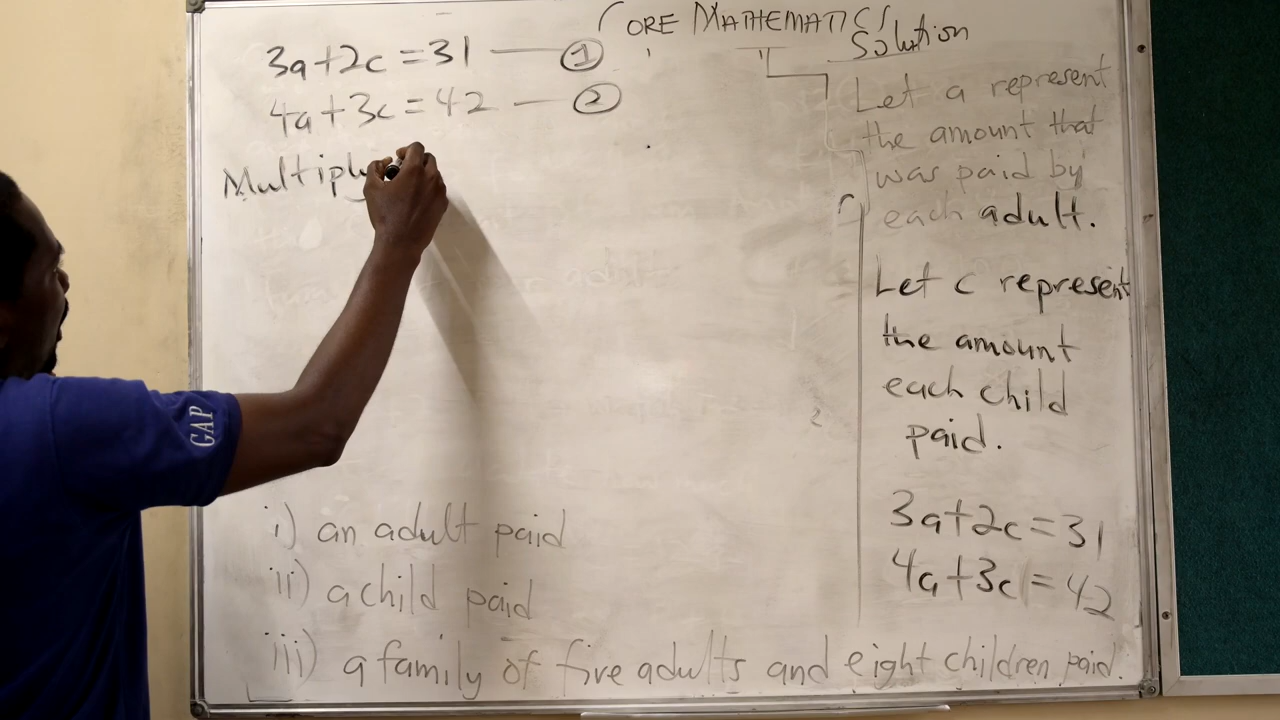 CORE MATHEMATICS
3a+2c=31 — ①
4a+3c=42 — ②
Multiply
GAP
i) an adult paid
ii) a child paid
iii) a family of five adults and eight children paid.
Solution
Let a represent
the amount that
was paid by
each adult.
Let c represent
the amount
each child
paid.
3a+2c=31
4a+3c=42